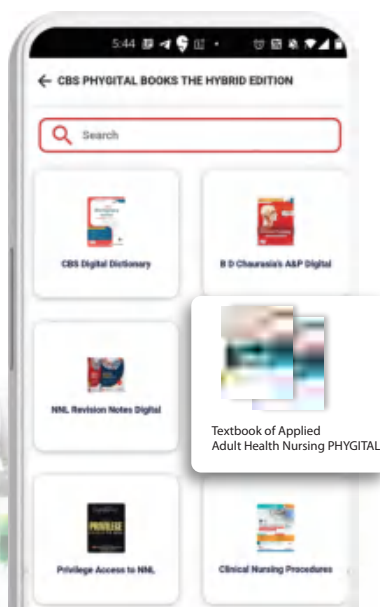 5:44
← CBS PHYGITAL BOOKS THE HYBRID EDITION
Search
CBS Digital Dictionary
B D Chaurasia's A&P Digital
NNL Revision Notes Digital
Textbook of Applied
Adult Health Nursing PHYGITAL
PRIVILEGE
Privilege Access to NNL
Clinical Nursing Procedures